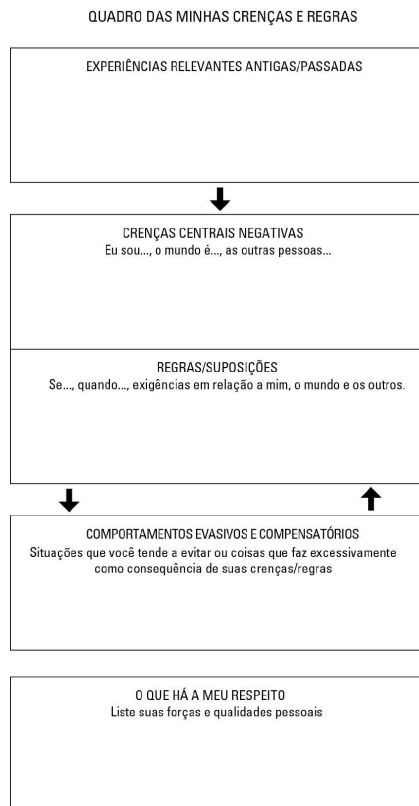 QUADRO DAS MINHAS CRENÇAS E REGRAS
EXPERIÊNCIAS RELEVANTES ANTIGAS/PASSADAS
CRENÇAS CENTRAIS NEGATIVAS
Eu sou..., o mundo é..., as outras pessoas...
REGRAS/SUPOSIÇÕES
Se..., quando..., exigências em relação a mim, o mundo e os outros.
COMPORTAMENTOS EVASIVOS E COMPENSATÓRIOS
Situações que você tende a evitar ou coisas que faz excessivamente
como consequência de suas crenças/regras
O QUE HÁ A MEU RESPEITO
Liste suas forças e qualidades pessoais